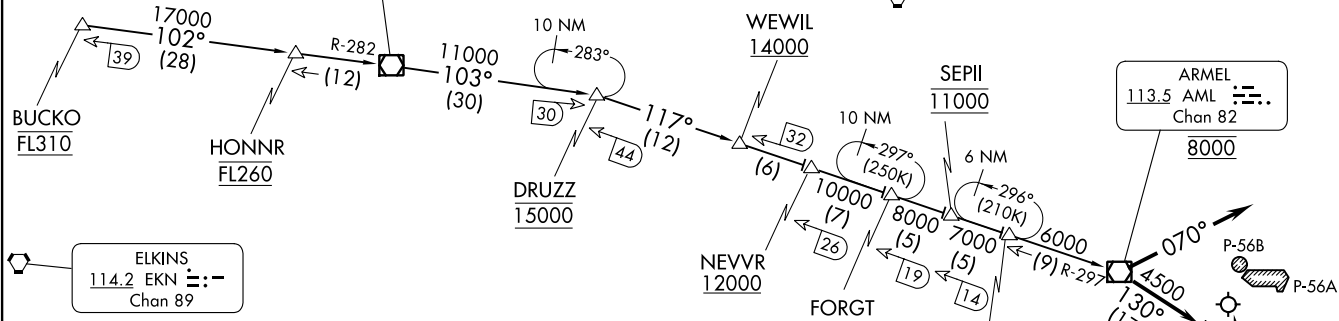 17000
102°
(28)
39
BUCKO
FL310
HONNR
FL260
R-282
(12)
11000
103°
(30)
30
10 NM
283°
44
DRUZZ
15000
117°
(12)
WEWIL
14000
32
(6)
NEVVR
12000
10000
(7)
26
10 NM
297°
(250K)
FORGT
8000
(5)
19
SEPII
11000
7000
(5)
14
6 NM
296°
(210K)
6000
(9)
R-297
ARMEL
113.5 AML
Chan 82
8000
070°
4500
130°
P-56B
P-56A
ELKINS
114.2 EKN
Chan 89